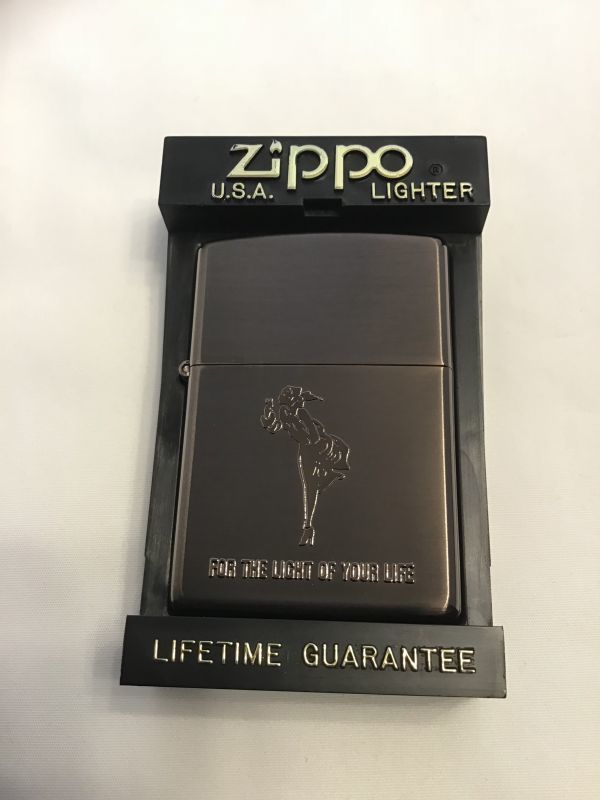 Zippo ®
U.S.A. LIGHTER
FOR THE LIGHT OF YOUR LIFE
LIFETIME GUARANTEE